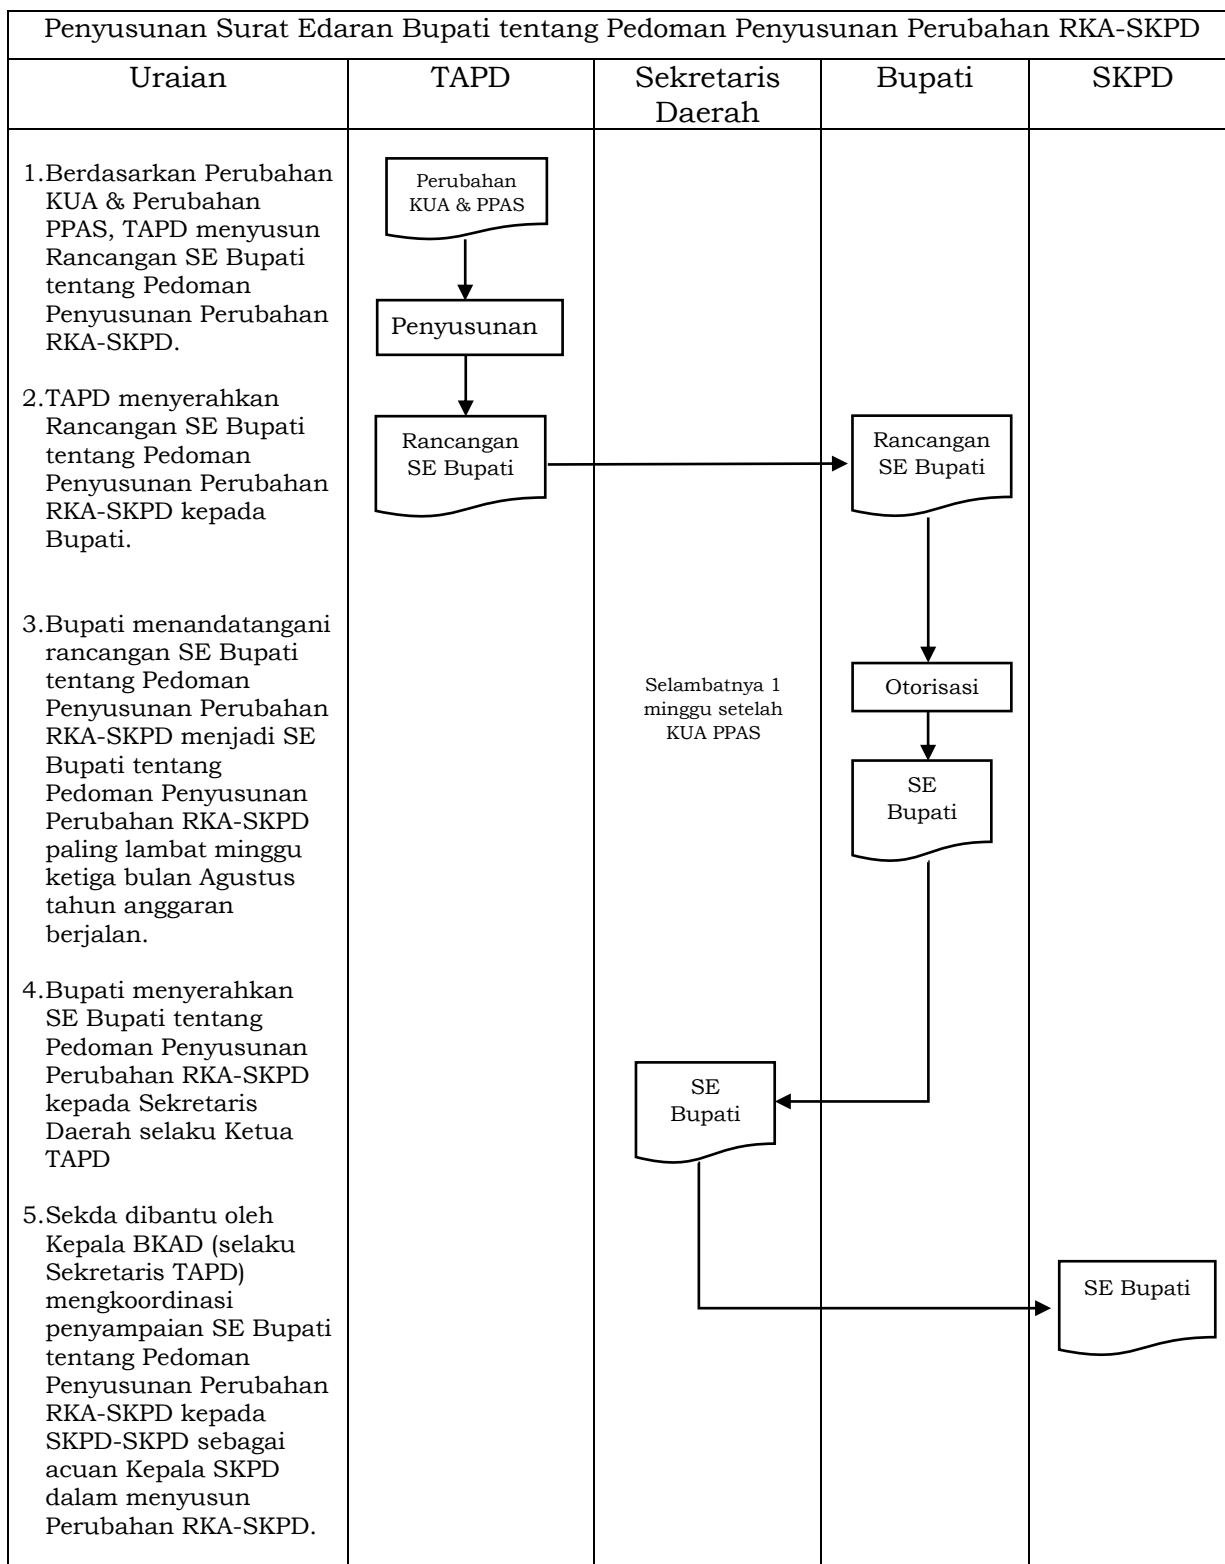 Penyusunan Surat Edaran Bupati tentang Pedoman Penyusunan Perubahan RKA-SKPD
Uraian
TAPD
Sekretaris
Daerah
Bupati
SKPD
1.Berdasarkan Perubahan
KUA & Perubahan
PPAS, TAPD menyusun
Rancangan SE Bupati
tentang Pedoman
Penyusunan Perubahan
RKA-SKPD.
Perubahan
KUA & PPAS
Penyusunan
2.TAPD menyerahkan
Rancangan SE Bupati
tentang Pedoman
Penyusunan Perubahan
RKA-SKPD kepada
Bupati.
Rancangan
SE Bupati
Rancangan
SE Bupati
3.Bupati menandatangani
rancangan SE Bupati
tentang Pedoman
Penyusunan Perubahan
RKA-SKPD menjadi SE
Bupati tentang
Pedoman Penyusunan
Perubahan RKA-SKPD
paling lambat minggu
ketiga bulan Agustus
tahun anggaran
berjalan.
Selambatnya 1
minggu setelah
KUA PPAS
Otorisasi
SE
Bupati
4.Bupati menyerahkan
SE Bupati tentang
Pedoman Penyusunan
Perubahan RKA-SKPD
kepada Sekretaris
Daerah selaku Ketua
TAPD
SE
Bupati
5.Sekda dibantu oleh
Kepala BKAD (selaku
Sekretaris TAPD)
mengkoordinasi
penyampaian SE Bupati
tentang Pedoman
Penyusunan Perubahan
RKA-SKPD kepada
SKPD-SKPD sebagai
acuan Kepala SKPD
dalam menyusun
Perubahan RKA-SKPD.
SE Bupati